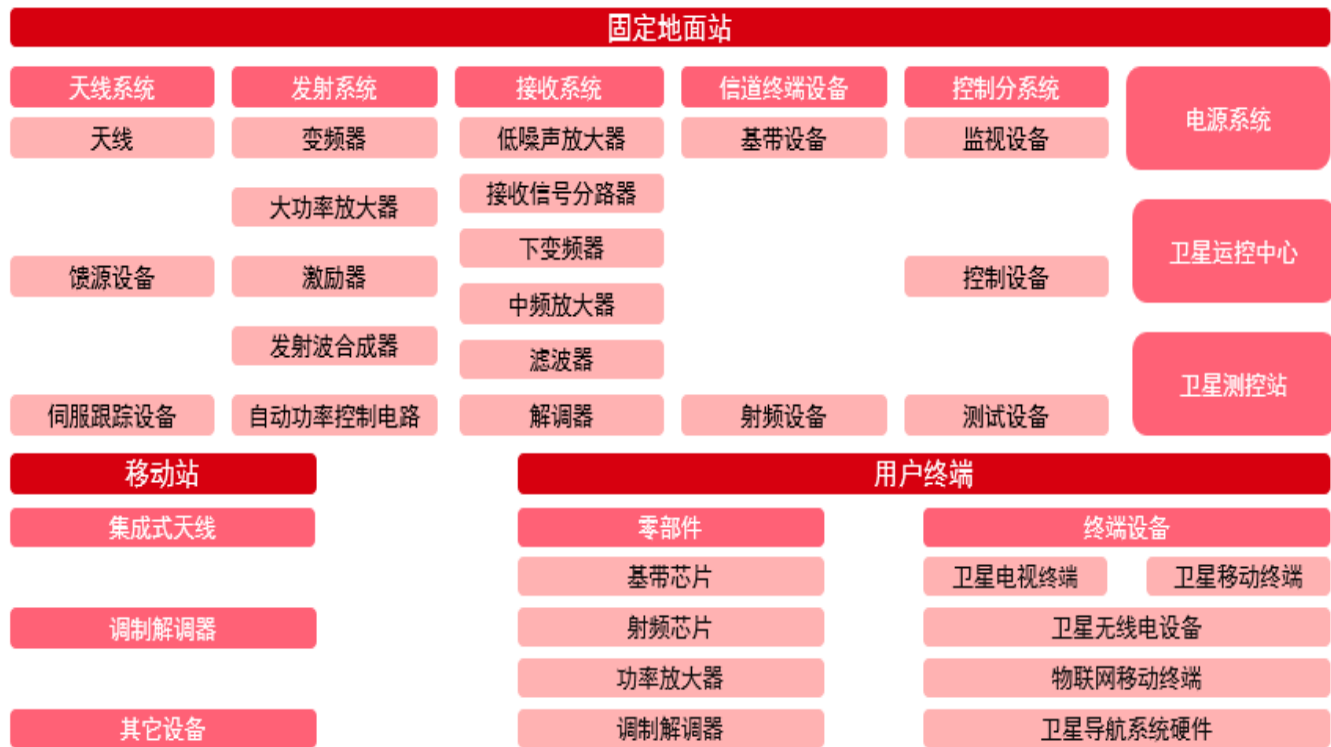 固定地面站
天线系统 发射系统 接收系统 信道终端设备 控制分系统 电源系统
天线 变频器 低噪声放大器 基带设备 监视设备
大功率放大器 接收信号分路器
下变频器 卫星运控中心
馈源设备 激励器 控制设备
中频放大器
发射波合成器 滤波器
卫星测控站
伺服跟踪设备 自动功率控制电路 解调器 射频设备 测试设备
移动站 用户终端
集成式天线 零部件 终端设备
基带芯片 卫星电视终端 卫星移动终端
调制解调器 射频芯片 卫星无线电设备
功率放大器 物联网移动终端
其它设备 调制解调器 卫星导航系统硬件